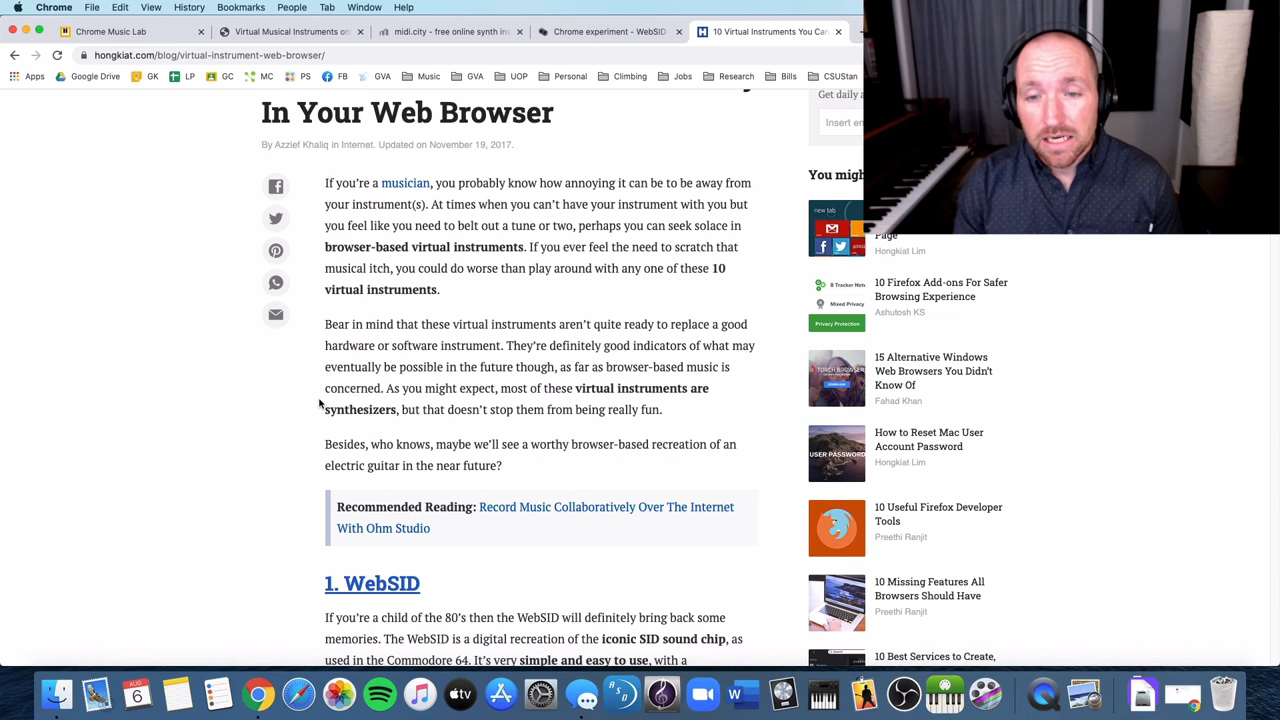 Chrome File Edit View History Bookmarks People Tab Window Help
Chrome Music Lab
Virtual Musical Instruments on
midi.city - free online synth ins
Chrome experiment - WebSID
10 Virtual Instruments You Can
hongkiat.com/blog/virtual-instrument-web-browser/
Apps Google Drive GK LP GC MC PS FB GVA Music GVA UOP Personal Climbing Jobs Research Bills CSUStan
In Your Web Browser
Updated on November 19, 2017.
If you're a musician, you probably know how annoying it can be to be away from
your instrument(s). At times when you can't have your instrument with you but
you feel like you need to belt out a tune or two, perhaps you can seek solace in
browser-based virtual instruments. If you ever feel the need to scratch that
musical itch, you could do worse than play around with any one of these 10
virtual instruments.
Bear in mind that these virtual instruments aren't quite ready to replace a good
hardware or software instrument. They're definitely good indicators of what may
eventually be possible in the future though, as far as browser-based music is
concerned. As you might expect, most of these virtual instruments are
synthesizers, but that doesn't stop them from being really fun.
Besides, who knows, maybe we'll see a worthy browser-based recreation of an
electric guitar in the near future?
Recommended Reading: Record Music Collaboratively Over The Internet
With Ohm Studio
1. WebSID
If you're a child of the 80's then the WebSID will definitely bring back some
memories. The WebSID is a digital recreation of the iconic SID sound chip, as
used in the Commodore 64. It's very simple and easy to use, with a
Get daily
Insert
You
new tab
Page
Hongkiat Lim
8 Tracker
Mixed Privacy
Privacy Protection
10 Firefox Add-ons For Safer
Browsing Experience
Ashutosh KS
TORCH BROWSER
15 Alternative Windows
Web Browsers You Didn't
Know Of
Fahad Khan
USER PASSWORD
How to Reset Mac User
Account Password
Hongkiat Lim
10 Useful Firefox Developer
Tools
Preethi Ranjit
10 Missing Features All
Browsers Should Have
Preethi Ranjit
10 Best Services to Create,
6
tv
W